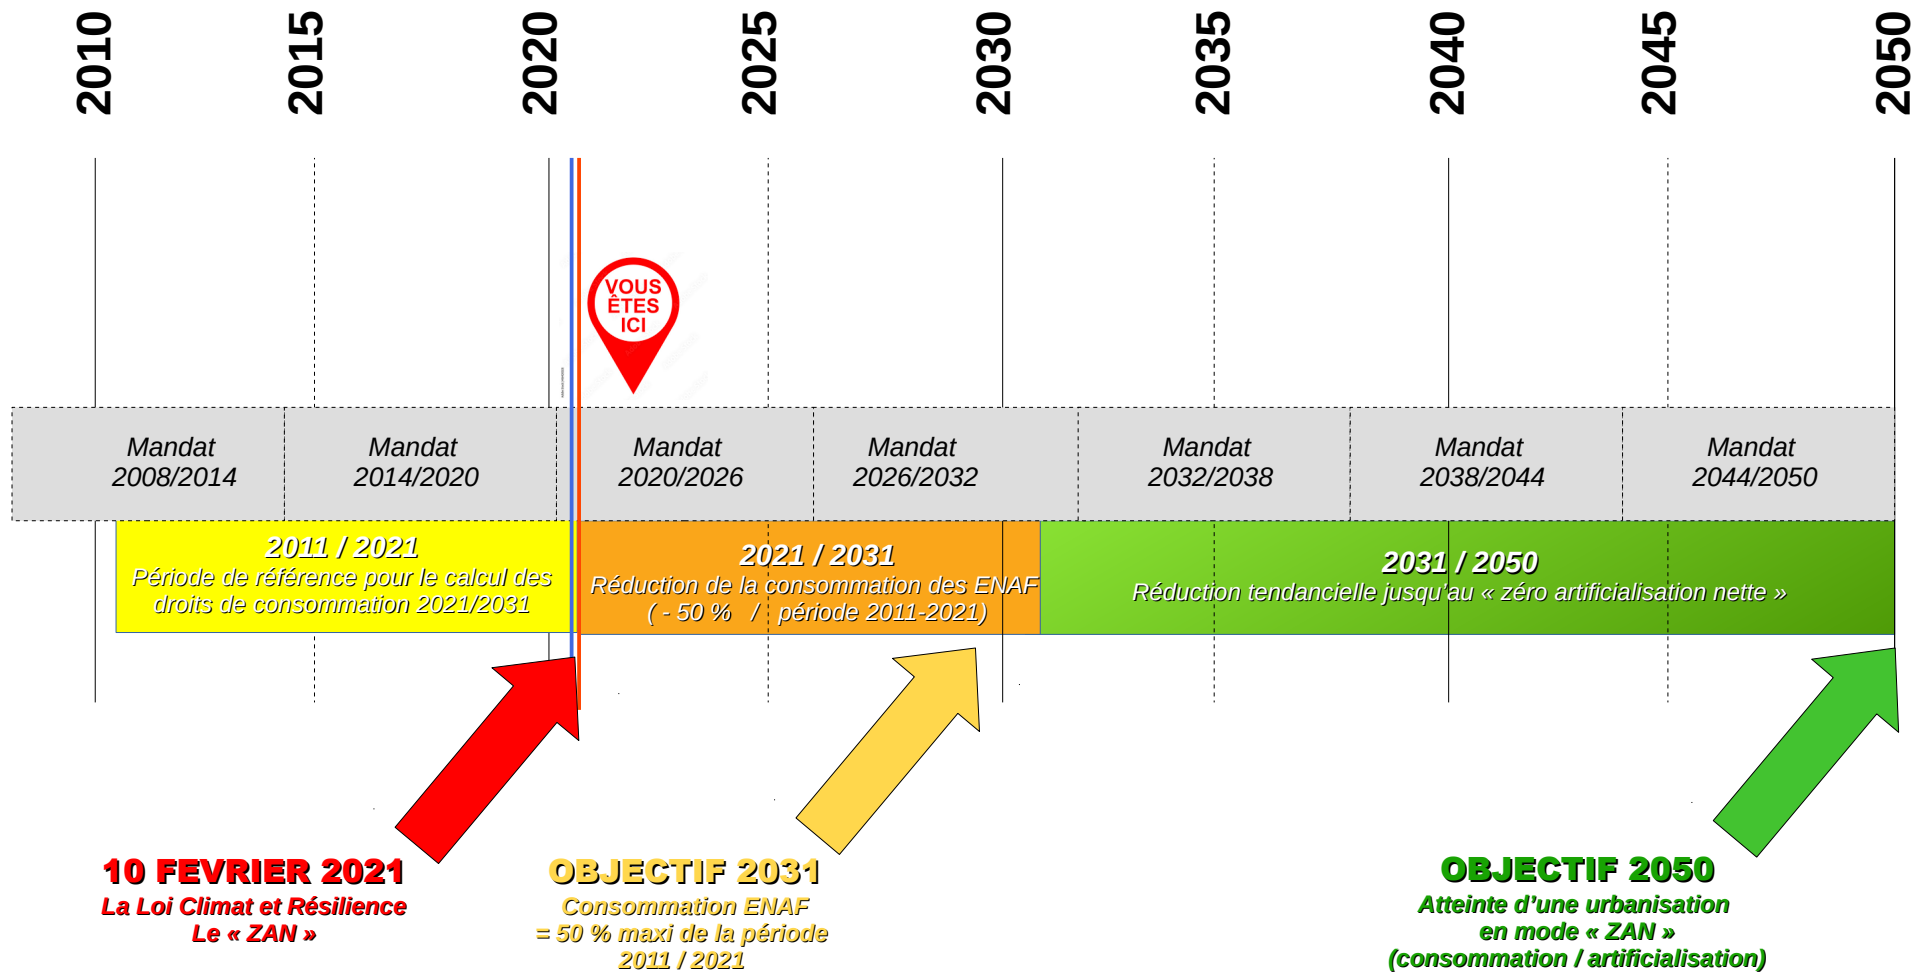 2010
2015
2020
2025
2030
2035
2040
2045
2050
VOUS
ÊTES
ICI
Mandat
2008/2014
Mandat
2014/2020
Mandat
2020/2026
Mandat
2026/2032
Mandat
2032/2038
Mandat
2038/2044
Mandat
2044/2050
2011 / 2021
Période de référence pour le calcul des
droits de consommation 2021/2031
2021 / 2031
Réduction de la consommation des ENAF
( - 50 % / période 2011-2021)
2031 / 2050
Réduction tendancielle jusqu'au « zéro artificialisation nette »
10 FEVRIER 2021
La Loi Climat et Résilience
Le « ZAN »
OBJECTIF 2031
Consommation ENAF
= 50 % maxi de la période
2011 / 2021
OBJECTIF 2050
Atteinte d'une urbanisation
en mode « ZAN »
(consommation / artificialisation)